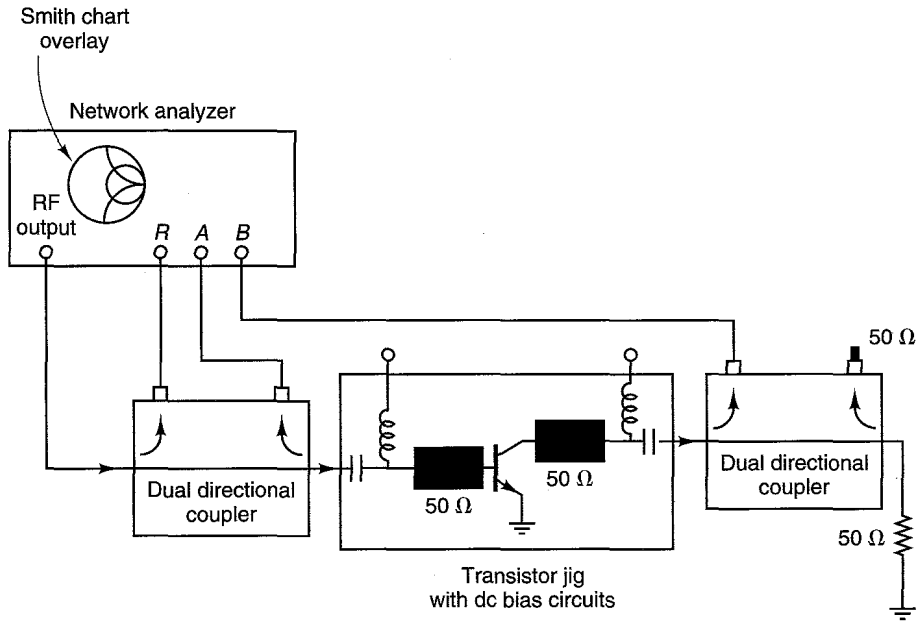 Smith chart
overlay
Network analyzer
RF
output
R A B
50 Ω
Dual directional
coupler
50 Ω
50 Ω
Dual directional
coupler
50 Ω
Transistor jig
with dc bias circuits